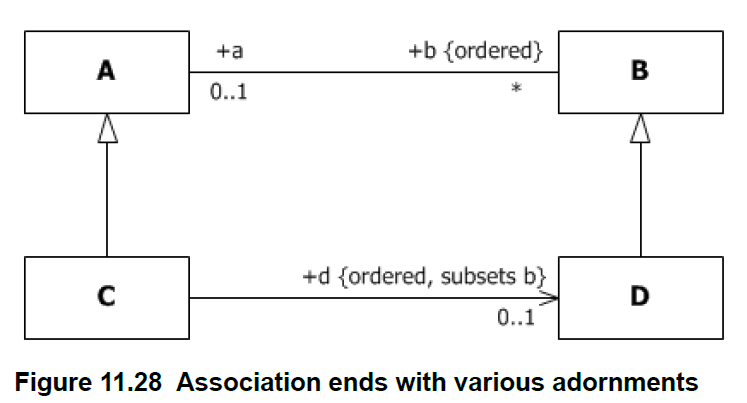 +a
+b {ordered}
A
B
0..1
*
+d {ordered, subsets b}
C
D
0..1
Figure 11.28 Association ends with various adornments